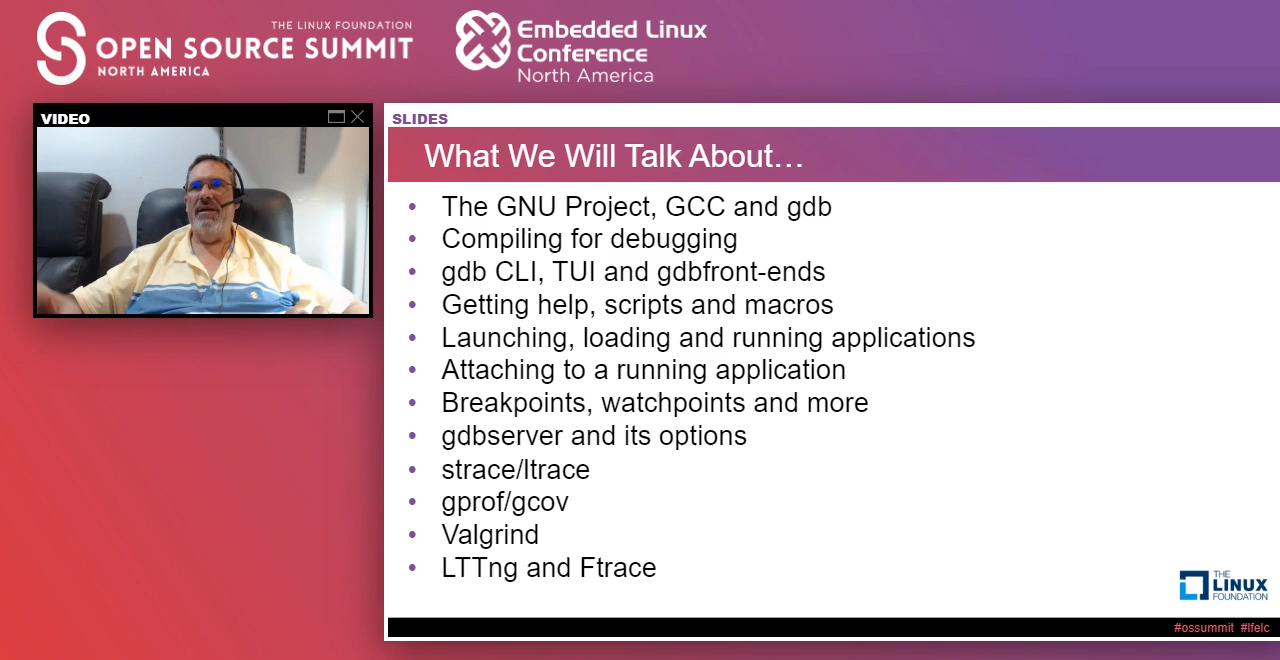 THE LINUX FOUNDATION
OPEN SOURCE SUMMIT
NORTH AMERICA
Embedded Linux
Conference
North America
VIDEO
SLIDES
What We Will Talk About…
• The GNU Project, GCC and gdb
• Compiling for debugging
• gdb CLI, TUI and gdbfront-ends
• Getting help, scripts and macros
• Launching, loading and running applications
• Attaching to a running application
• Breakpoints, watchpoints and more
• gdbserver and its options
• strace/ltrace
• gprof/gcov
• Valgrind
• LTTng and Ftrace
THE
LINUX
FOUNDATION
#ossummit #lfelc